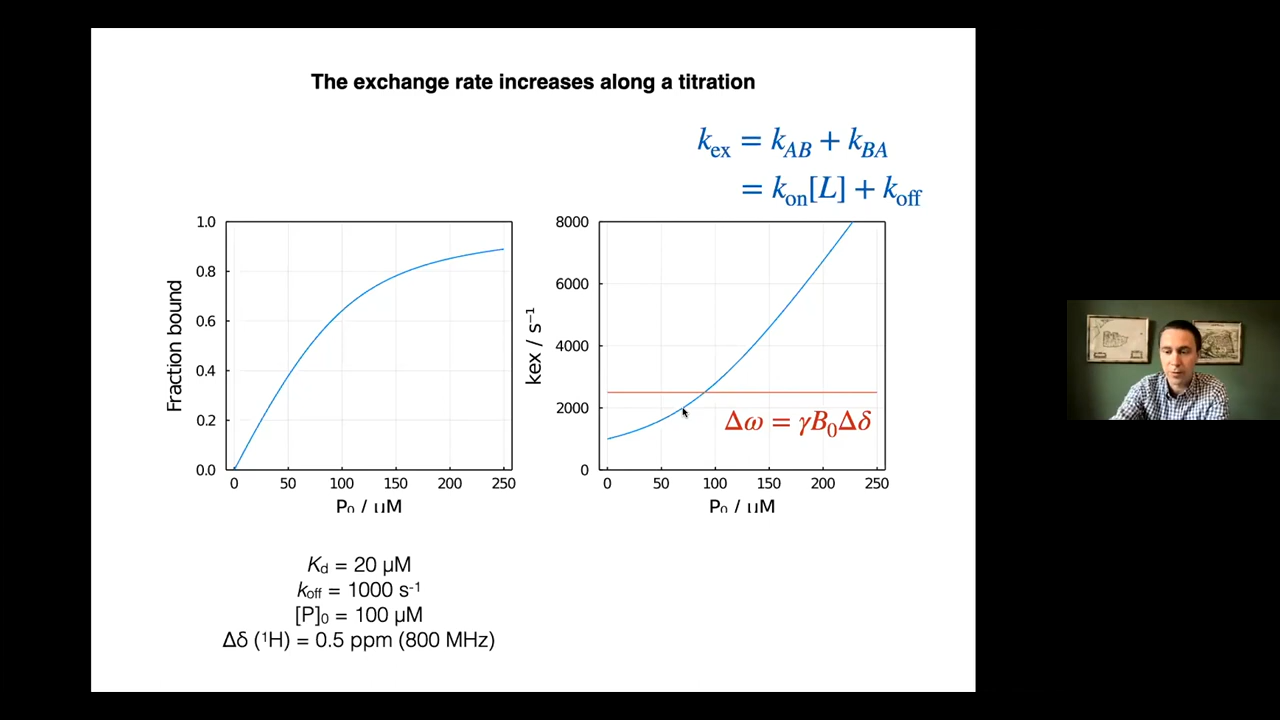 The exchange rate increases along a titration
kex = kAB + kBA
= kon[L] + koff
1.0
0.8
0.6
0.4
0.2
0.0
Fraction bound
0 50 100 150 200 250
P₀ / µM
8000
6000
4000
2000
0
kex / s⁻¹
Δω = γB₀Δδ
0 50 100 150 200 250
P₀ / µM
Kd = 20 µM
koff = 1000 s-1
[P]0 = 100 µM
Δδ (¹H) = 0.5 ppm (800 MHz)